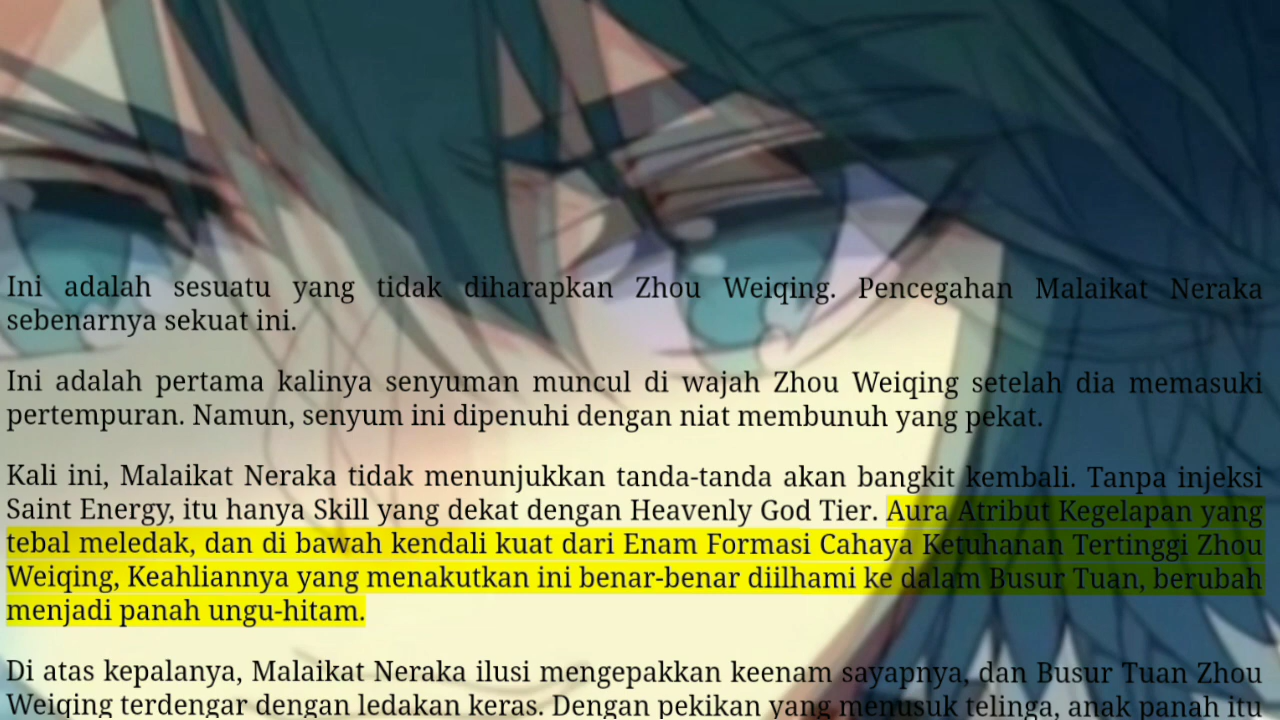 Ini adalah sesuatu yang tidak diharapkan Zhou Weiqing. Pencegahan Malaikat Neraka
sebenarnya sekuat ini.
Ini adalah pertama kalinya senyuman muncul di wajah Zhou Weiqing setelah dia memasuki
pertempuran. Namun, senyum ini dipenuhi dengan niat membunuh yang pekat.
Kali ini, Malaikat Neraka tidak menunjukkan tanda-tanda akan bangkit kembali. Tanpa injeksi
Saint Energy, itu hanya Skill yang dekat dengan Heavenly God Tier. Aura Atribut Kegelapan yang
tebal meledak, dan di bawah kendali kuat dari Enam Formasi Cahaya Ketuhanan Tertinggi Zhou
Weiqing, Keahliannya yang menakutkan ini benar-benar diilhami ke dalam Busur Tuan, berubah
menjadi panah ungu-hitam.
Di atas kepalanya, Malaikat Neraka ilusi mengepakkan keenam sayapnya, dan Busur Tuan Zhou
Weiqing terdengar dengan ledakan keras. Dengan pekikan yang menusuk telinga, anak panah itu